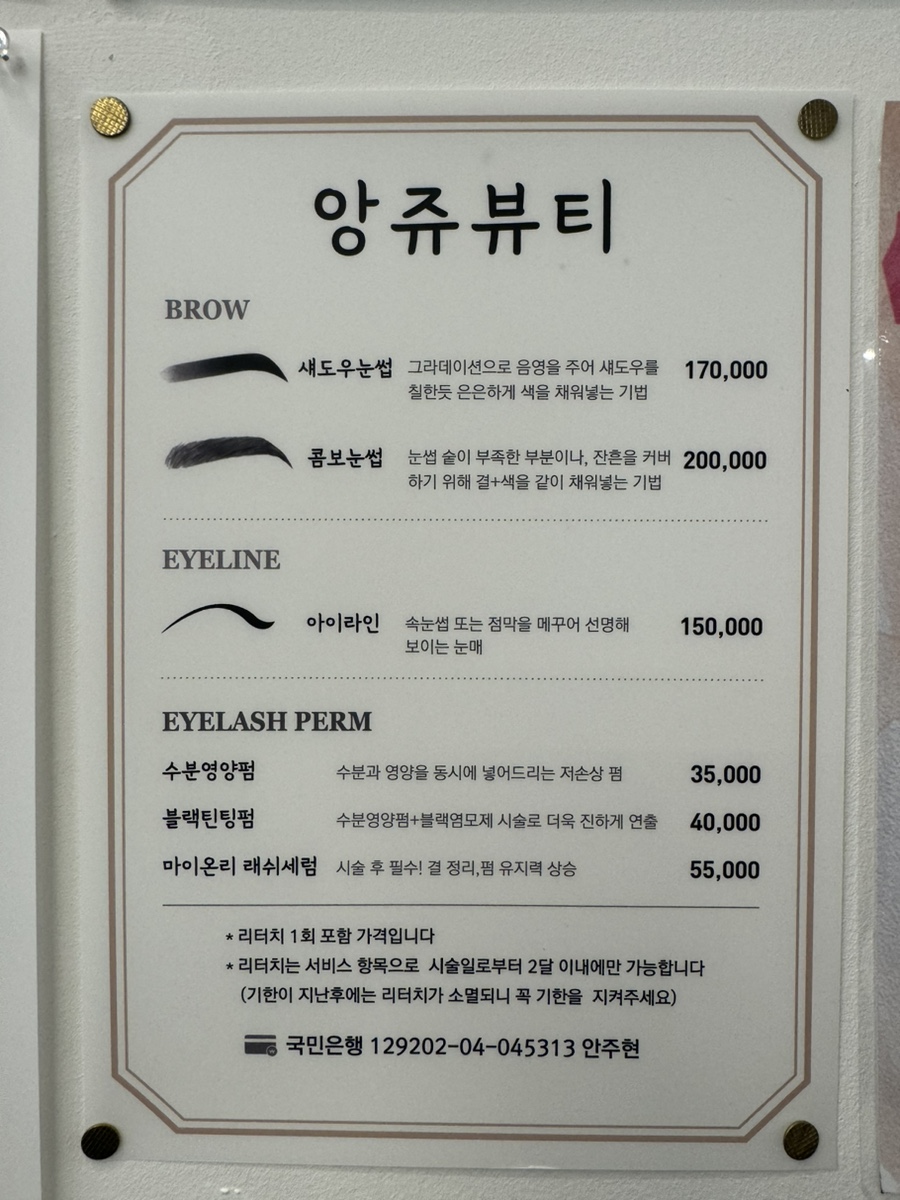 앙쥬뷰티
BROW
섀도우눈썹 그라데이션으로 음영을 주어 섀도우를 170,000
칠한듯 은은하게 색을 채워넣는 기법
콤보눈썹 눈썹 숱이 부족한 부분이나, 잔흔을 커버 200,000
하기 위해 결+색을 같이 채워넣는 기법
EYELINE
아이라인 속눈썹 또는 점막을 메꾸어 선명해 150,000
보이는 눈매
EYELASH PERM
수분영양펌 수분과 영양을 동시에 넣어드리는 저손상 펌 35,000
블랙틴팅펌 수분영양펌+블랙염모제 시술로 더욱 진하게 연출 40,000
마이온리 래쉬세럼 시술 후 필수! 결 정리,펌 유지력 상승 55,000
* 리터치 1회 포함 가격입니다
* 리터치는 서비스 항목으로 시술일로부터 2달 이내에만 가능합니다
(기한이 지난후에는 리터치가 소멸되니 꼭 기한을 지켜주세요)
국민은행 129202-04-045313 안주현